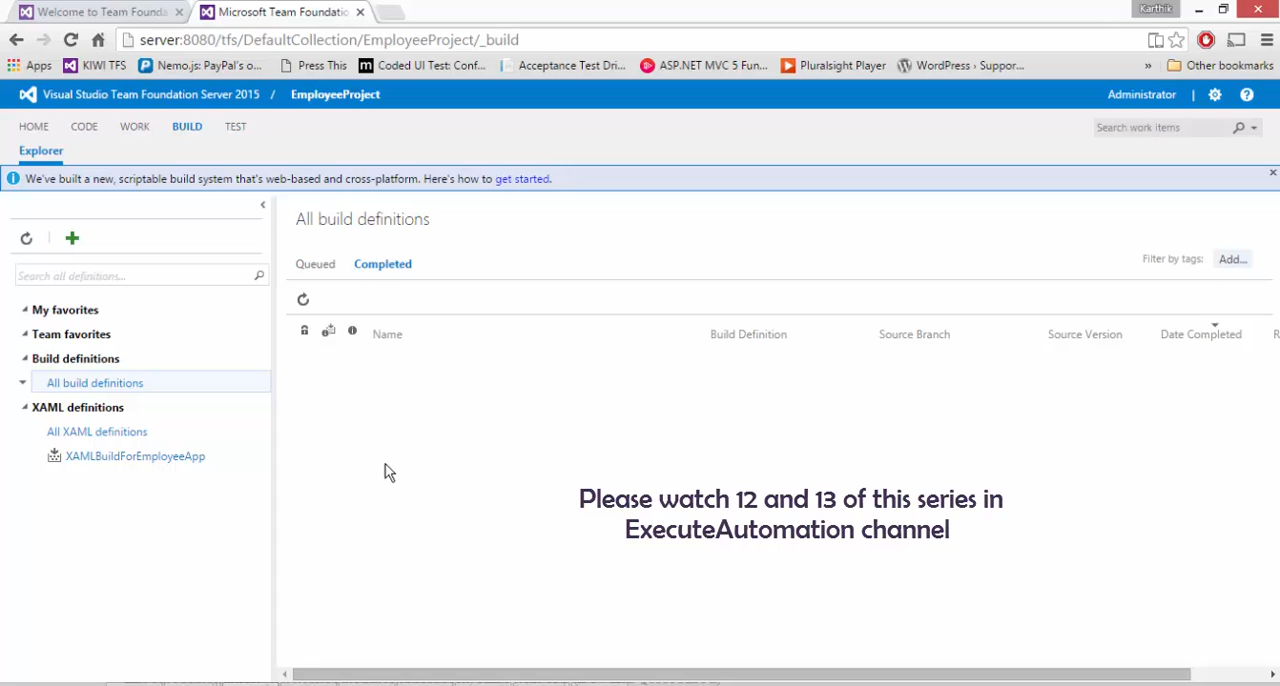 Welcome to Team Founda
Microsoft Team Foundatio
Karthik
server:8080/tfs/DefaultCollection/EmployeeProject/_build
Apps
KIWI TFS
Nemo.js: PayPal's o...
Press This
Coded UI Test: Conf...
Acceptance Test Dri...
ASP.NET MVC 5 Fun...
Pluralsight Player
WordPress › Suppor...
»
Other bookmarks
Visual Studio Team Foundation Server 2015 / EmployeeProject
Administrator
HOME
CODE
WORK
BUILD
TEST
Search work items
Explorer
We've built a new, scriptable build system that's web-based and cross-platform. Here's how to get started.
All build definitions
Queued
Completed
Filter by tags:
Add...
Search all definitions...
My favorites
Team favorites
Build definitions
All build definitions
XAML definitions
All XAML definitions
XAMLBuildForEmployeeApp
Name
Build Definition
Source Branch
Source Version
Date Completed
R
Please watch 12 and 13 of this series in
ExecuteAutomation channel